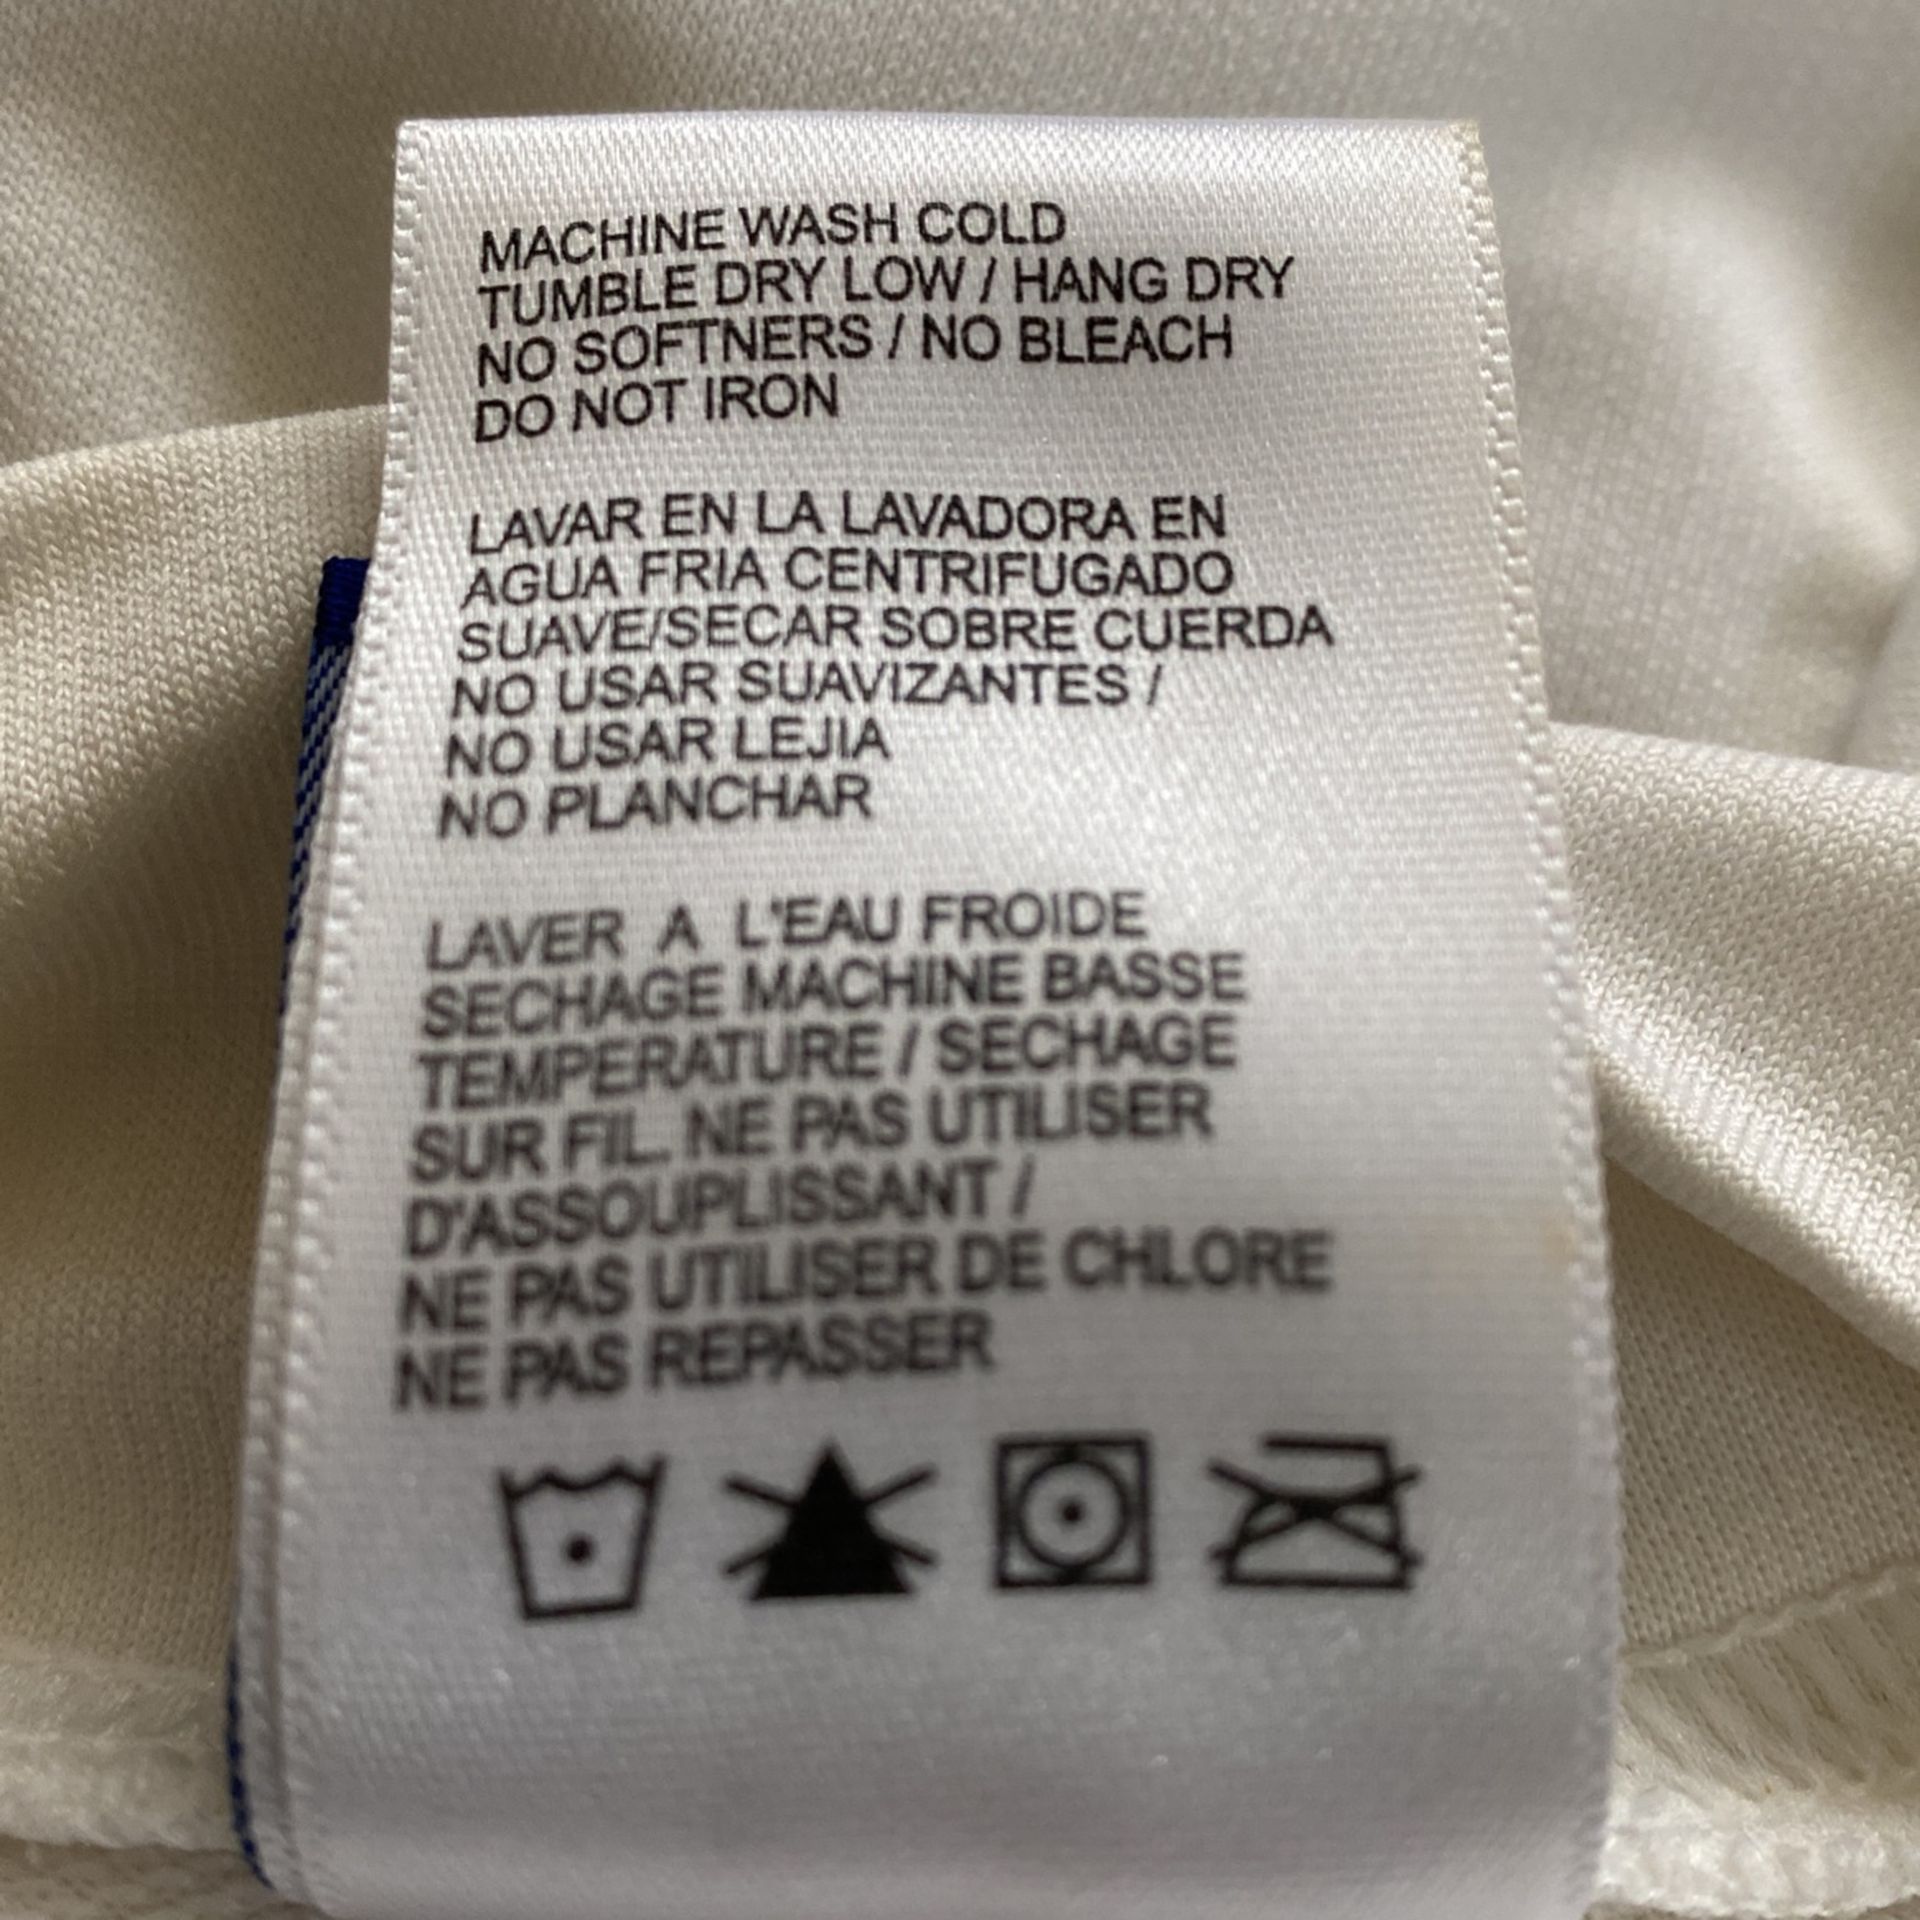 MACHINE WASH COLD
TUMBLE DRY LOW / HANG DRY
NO SOFTNERS / NO BLEACH
DO NOT IRON
LAVAR EN LA LAVADORA EN
AGUA FRIA CENTRIFUGADO
SUAVE/SECAR SOBRE CUERDA
NO USAR SUAVIZANTES /
NO USAR LEJIA
NO PLANCHAR
LAVER A L'EAU FROIDE
SECHAGE MACHINE BASSE
TEMPERATURE / SECHAGE
SUR FIL. NE PAS UTILISER
D'ASSOUPLISSANT /
NE PAS UTILISER DE CHLORE
NE PAS REPASSER